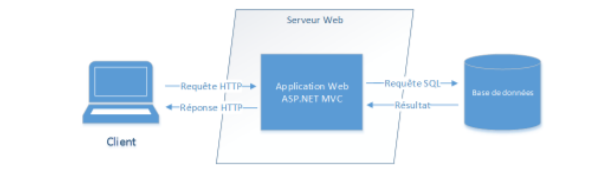 Serveur Web
Requête HTTP
Application Web
ASP.NET MVC
Requête SQL
Base de données
Réponse HTTP
Résultat
Client